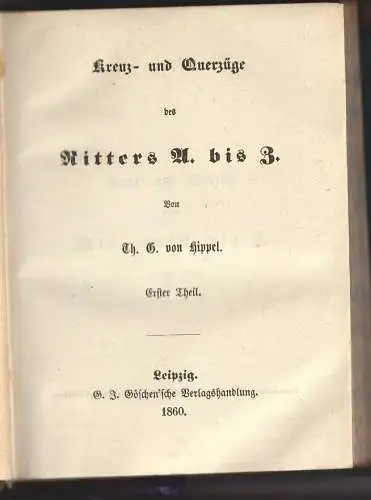 Kreuz- und Querzüge
des
Ritters A. bis Z.
Von
Th. G. von Hippel.
Erster Theil.
Leipzig.
G. J. Göschen'sche Verlagshandlung.
1860.